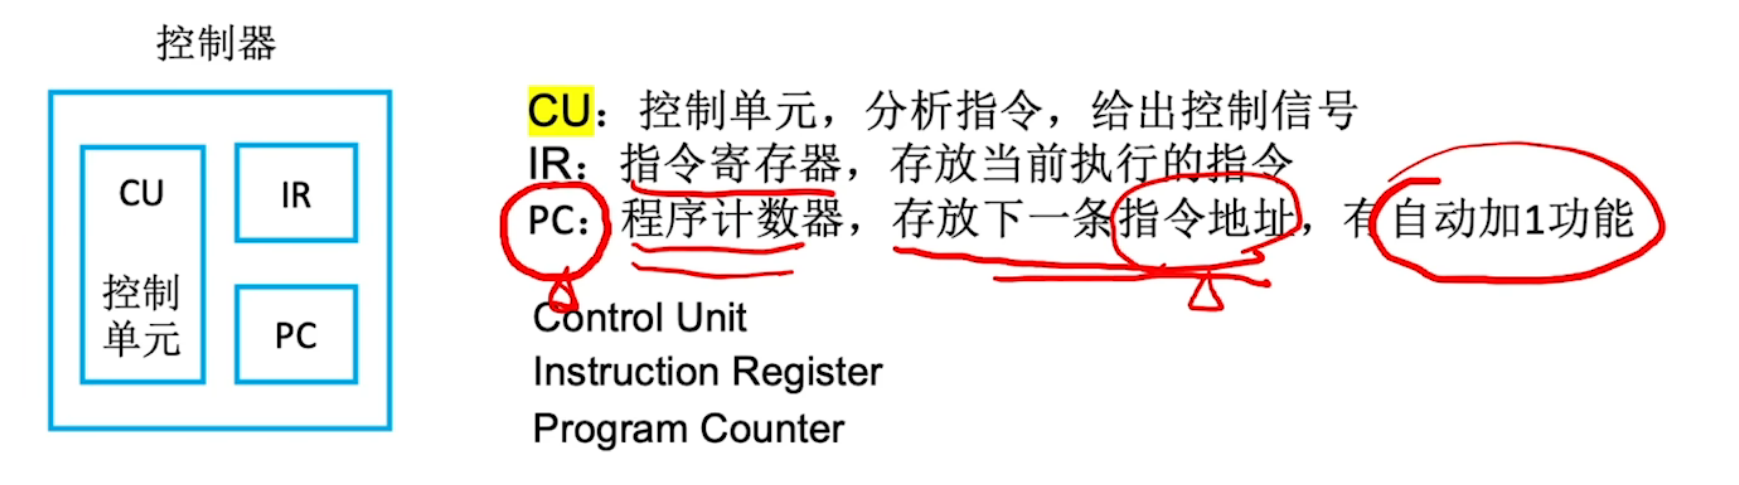 控制器
CU
控制
单元
IR
PC
CU：控制单元，分析指令，给出控制信号
IR：指令寄存器，存放当前执行的指令
PC：程序计数器，存放下一条指令地址，有自动加1功能
Control Unit
Instruction Register
Program Counter